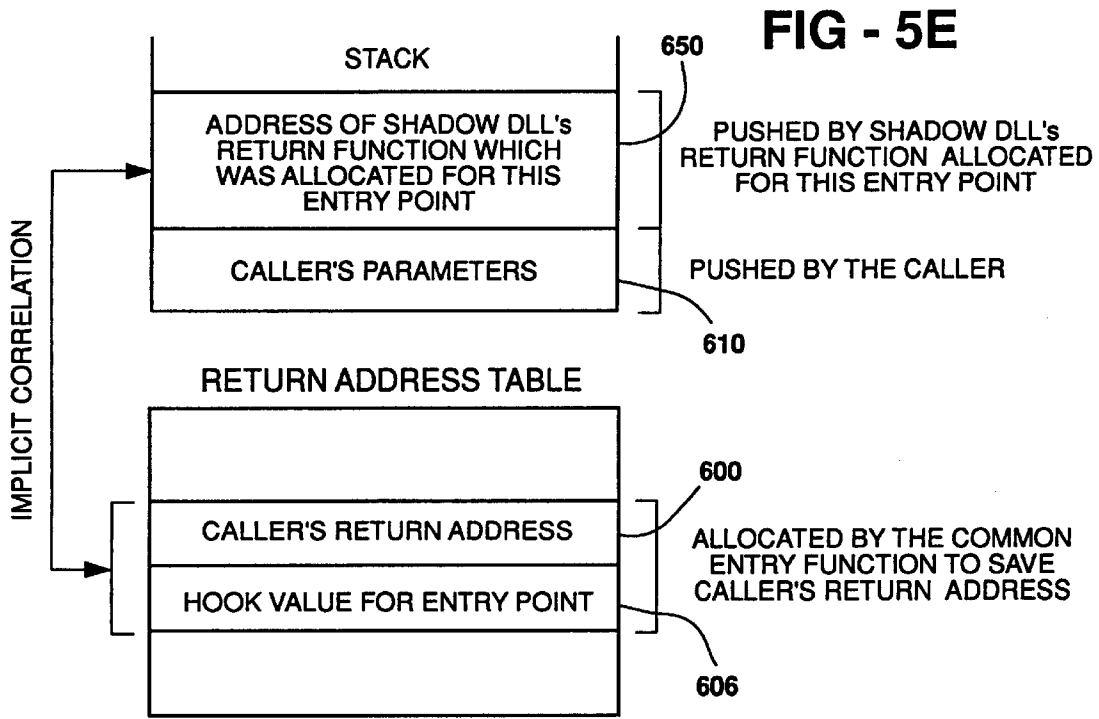 FIG - 5E
STACK
650
ADDRESS OF SHADOW DLL's
RETURN FUNCTION WHICH
WAS ALLOCATED FOR THIS
ENTRY POINT
PUSHED BY SHADOW DLL's
RETURN FUNCTION ALLOCATED
FOR THIS ENTRY POINT
CALLER'S PARAMETERS
PUSHED BY THE CALLER
610
IMPLICIT CORRELATION
RETURN ADDRESS TABLE
600
CALLER'S RETURN ADDRESS
HOOK VALUE FOR ENTRY POINT
ALLOCATED BY THE COMMON
ENTRY FUNCTION TO SAVE
CALLER'S RETURN ADDRESS
606